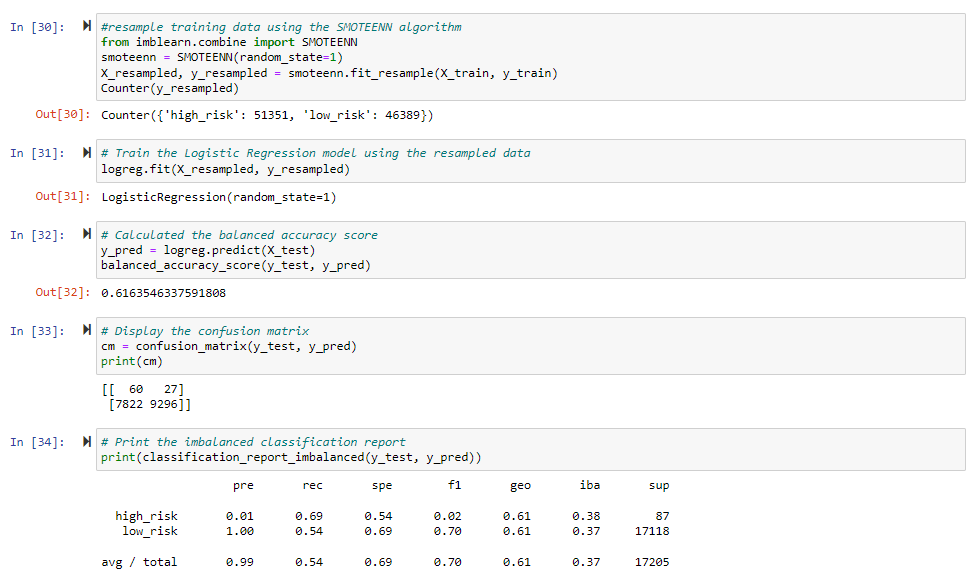 In [30]: #resample training data using the SMOTEENN algorithm
from imblearn.combine import SMOTEENN
smoteenn = SMOTEENN(random_state=1)
X_resampled, y_resampled = smoteenn.fit_resample(X_train, y_train)
Counter(y_resampled)
Out[30]: Counter({'high_risk': 51351, 'low_risk': 46389})
In [31]: # Train the Logistic Regression model using the resampled data
logreg.fit(X_resampled, y_resampled)
Out[31]: LogisticRegression(random_state=1)
In [32]: # Calculated the balanced accuracy score
y_pred = logreg.predict(X_test)
balanced_accuracy_score(y_test, y_pred)
Out[32]: 0.6163546337591808
In [33]: # Display the confusion matrix
cm = confusion_matrix(y_test, y_pred)
print(cm)
[[  60   27]
 [7822 9296]]
In [34]: # Print the imbalanced classification report
print(classification_report_imbalanced(y_test, y_pred))
pre rec spe f1 geo iba sup
high_risk 0.01 0.69 0.54 0.02 0.61 0.38 87
low_risk 1.00 0.54 0.69 0.70 0.61 0.37 17118
avg / total 0.99 0.54 0.69 0.70 0.61 0.37 17205